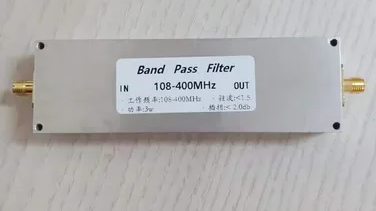 Band Pass Filter
IN 108-400MHz OUT
·工作频率:108-400MHz ·驻波:<1.5
·功率:5w ·插损:<2.0db